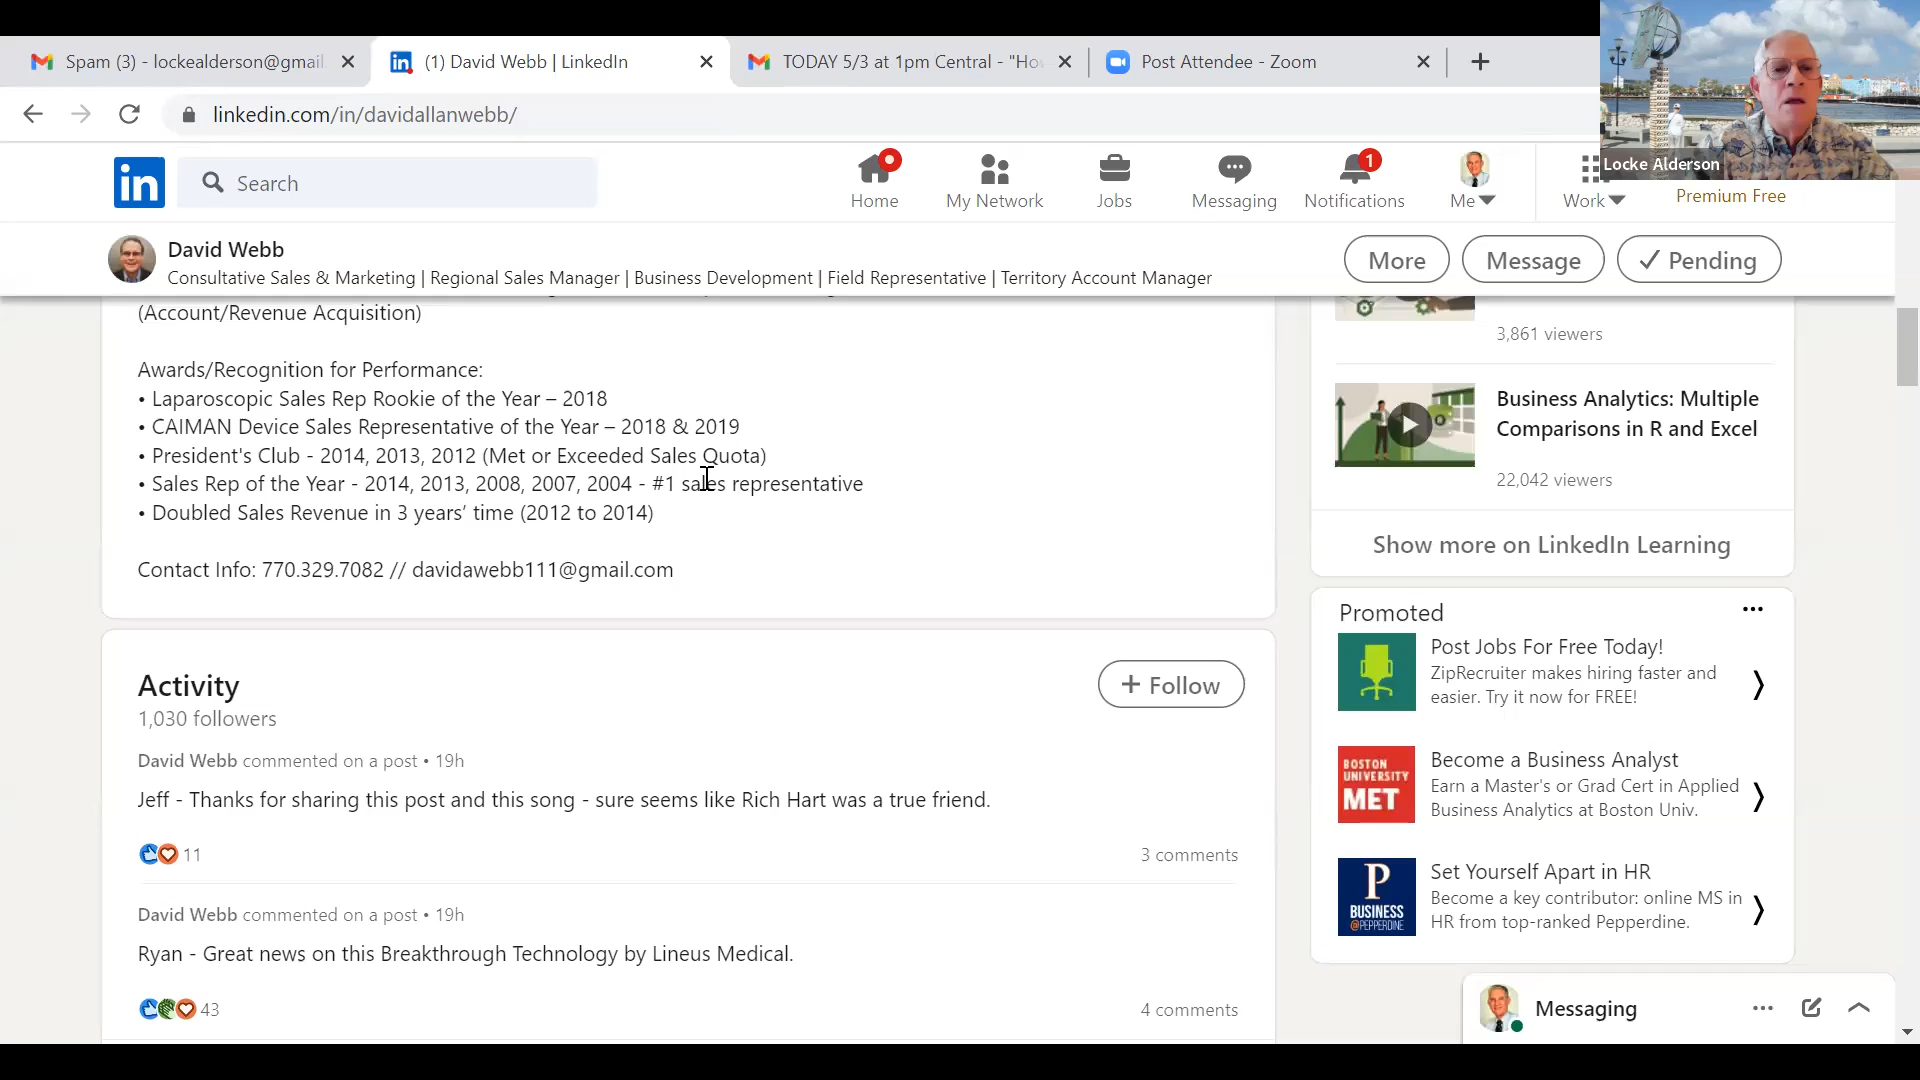 Spam (3) - lockealderson@gmail.
(1) David Webb | LinkedIn
TODAY 5/3 at 1pm Central - "Ho
Post Attendee - Zoom
linkedin.com/in/davidallanwebb/
Locke Alderson
in
Search
Home
My Network
Jobs
Messaging
1
Notifications
Me
Work
Premium Free
David Webb
Consultative Sales & Marketing | Regional Sales Manager | Business Development | Field Representative | Territory Account Manager
More
Message
Pending
(Account/Revenue Acquisition)
Awards/Recognition for Performance:
• Laparoscopic Sales Rep Rookie of the Year – 2018
• CAIMAN Device Sales Representative of the Year – 2018 & 2019
• President's Club - 2014, 2013, 2012 (Met or Exceeded Sales Quota)
• Sales Rep of the Year - 2014, 2013, 2008, 2007, 2004 - #1 sales representative
• Doubled Sales Revenue in 3 years’ time (2012 to 2014)
Contact Info: 770.329.7082 // davidawebb111@gmail.com
Activity
+ Follow
1,030 followers
David Webb commented on a post • 19h
Jeff - Thanks for sharing this post and this song - sure seems like Rich Hart was a true friend.
11
3 comments
David Webb commented on a post • 19h
Ryan - Great news on this Breakthrough Technology by Lineus Medical.
43
4 comments
3,861 viewers
Business Analytics: Multiple
Comparisons in R and Excel
22,042 viewers
Show more on LinkedIn Learning
Promoted
Post Jobs For Free Today!
ZipRecruiter makes hiring faster and
easier. Try it now for FREE!
BOSTON
UNIVERSITY
MET
Become a Business Analyst
Earn a Master's or Grad Cert in Applied
Business Analytics at Boston Univ.
P
BUSINESS
@PEPPERDINE
Set Yourself Apart in HR
Become a key contributor: online MS in
HR from top-ranked Pepperdine.
Messaging